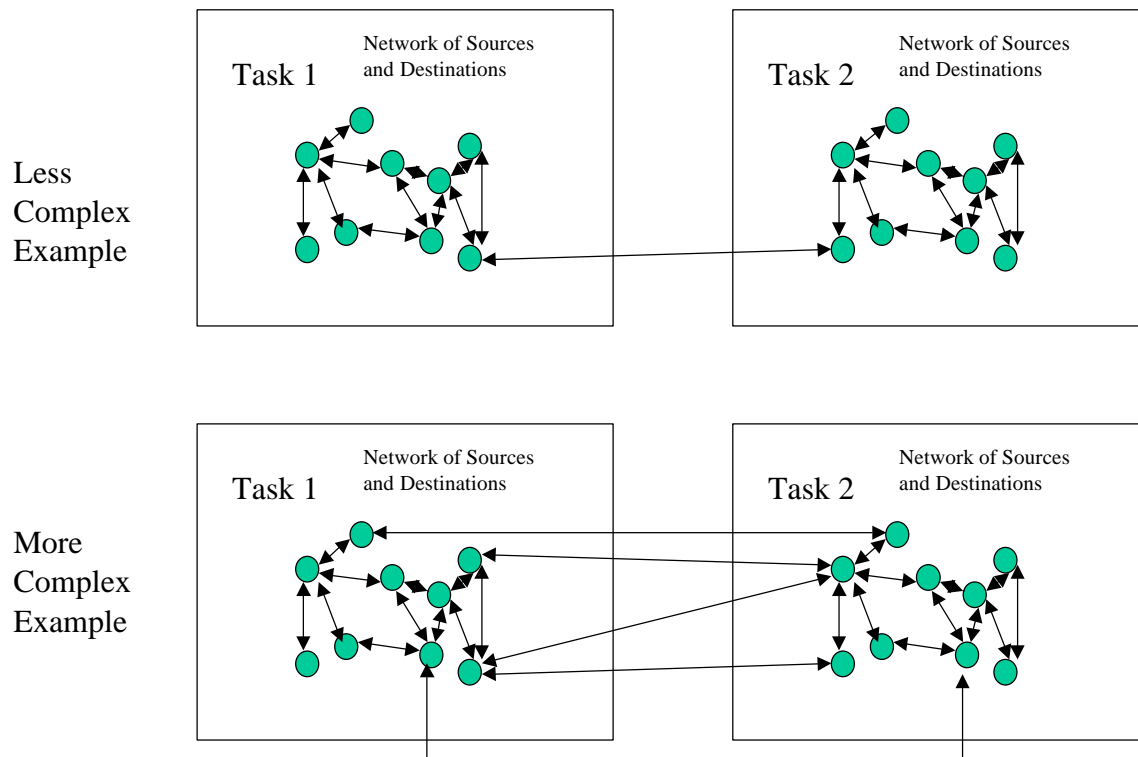 Network of Sources
and Destinations
Task 1
Network of Sources
and Destinations
Task 2
Less
Complex
Example
Network of Sources
and Destinations
Task 1
Network of Sources
and Destinations
Task 2
More
Complex
Example